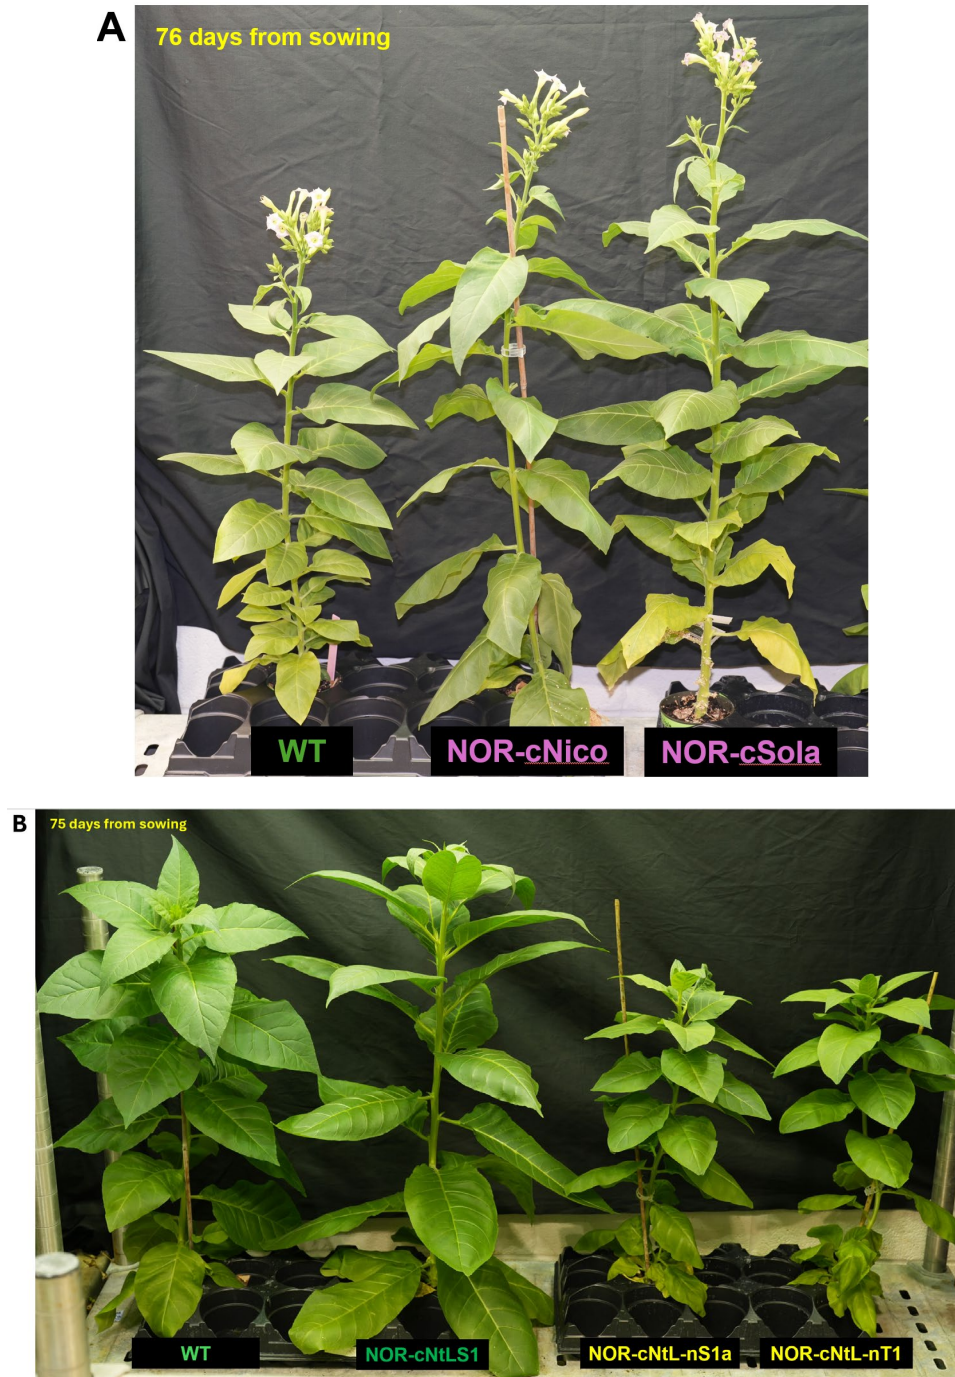 A
76 days from sowing
WT
NOR-cNico
NOR-cSola
B
75 days from sowing
WT
NOR-cNtLS1
NOR-cNtL-nS1a
NOR-cNtL-nT1